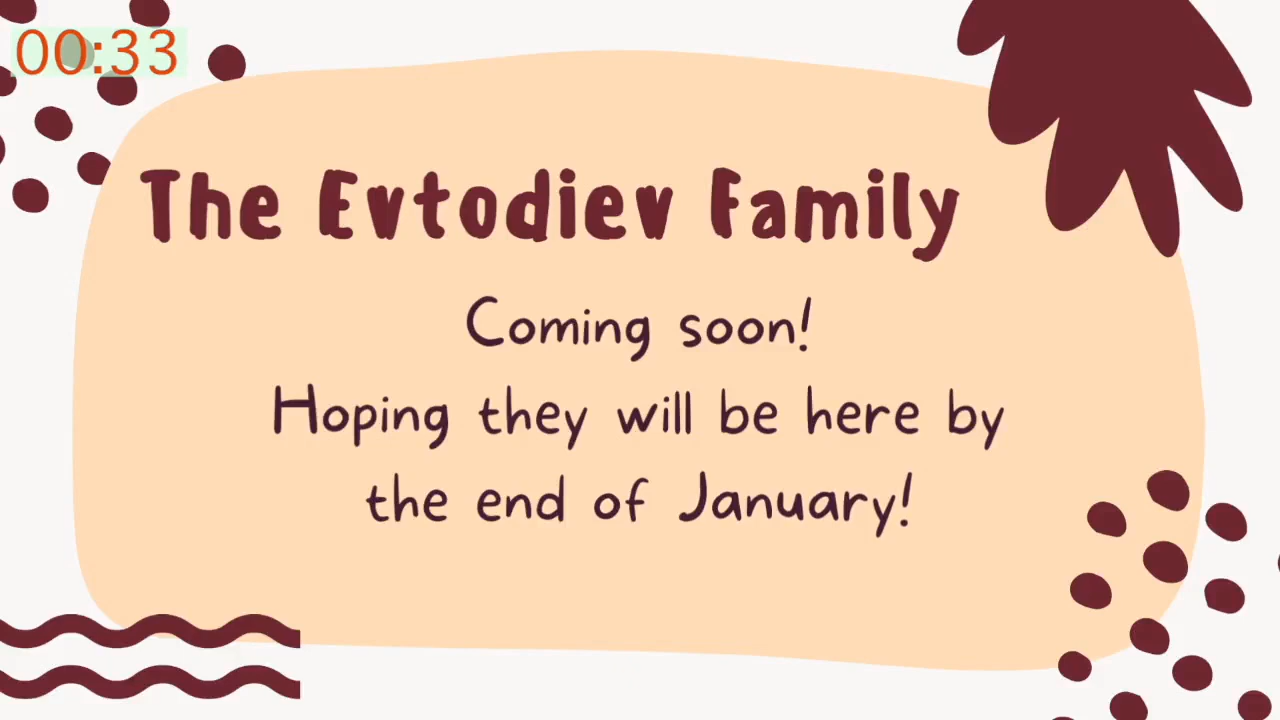 00:33
The Evtodiev Family
Coming soon!
Hoping they will be here by
the end of January!